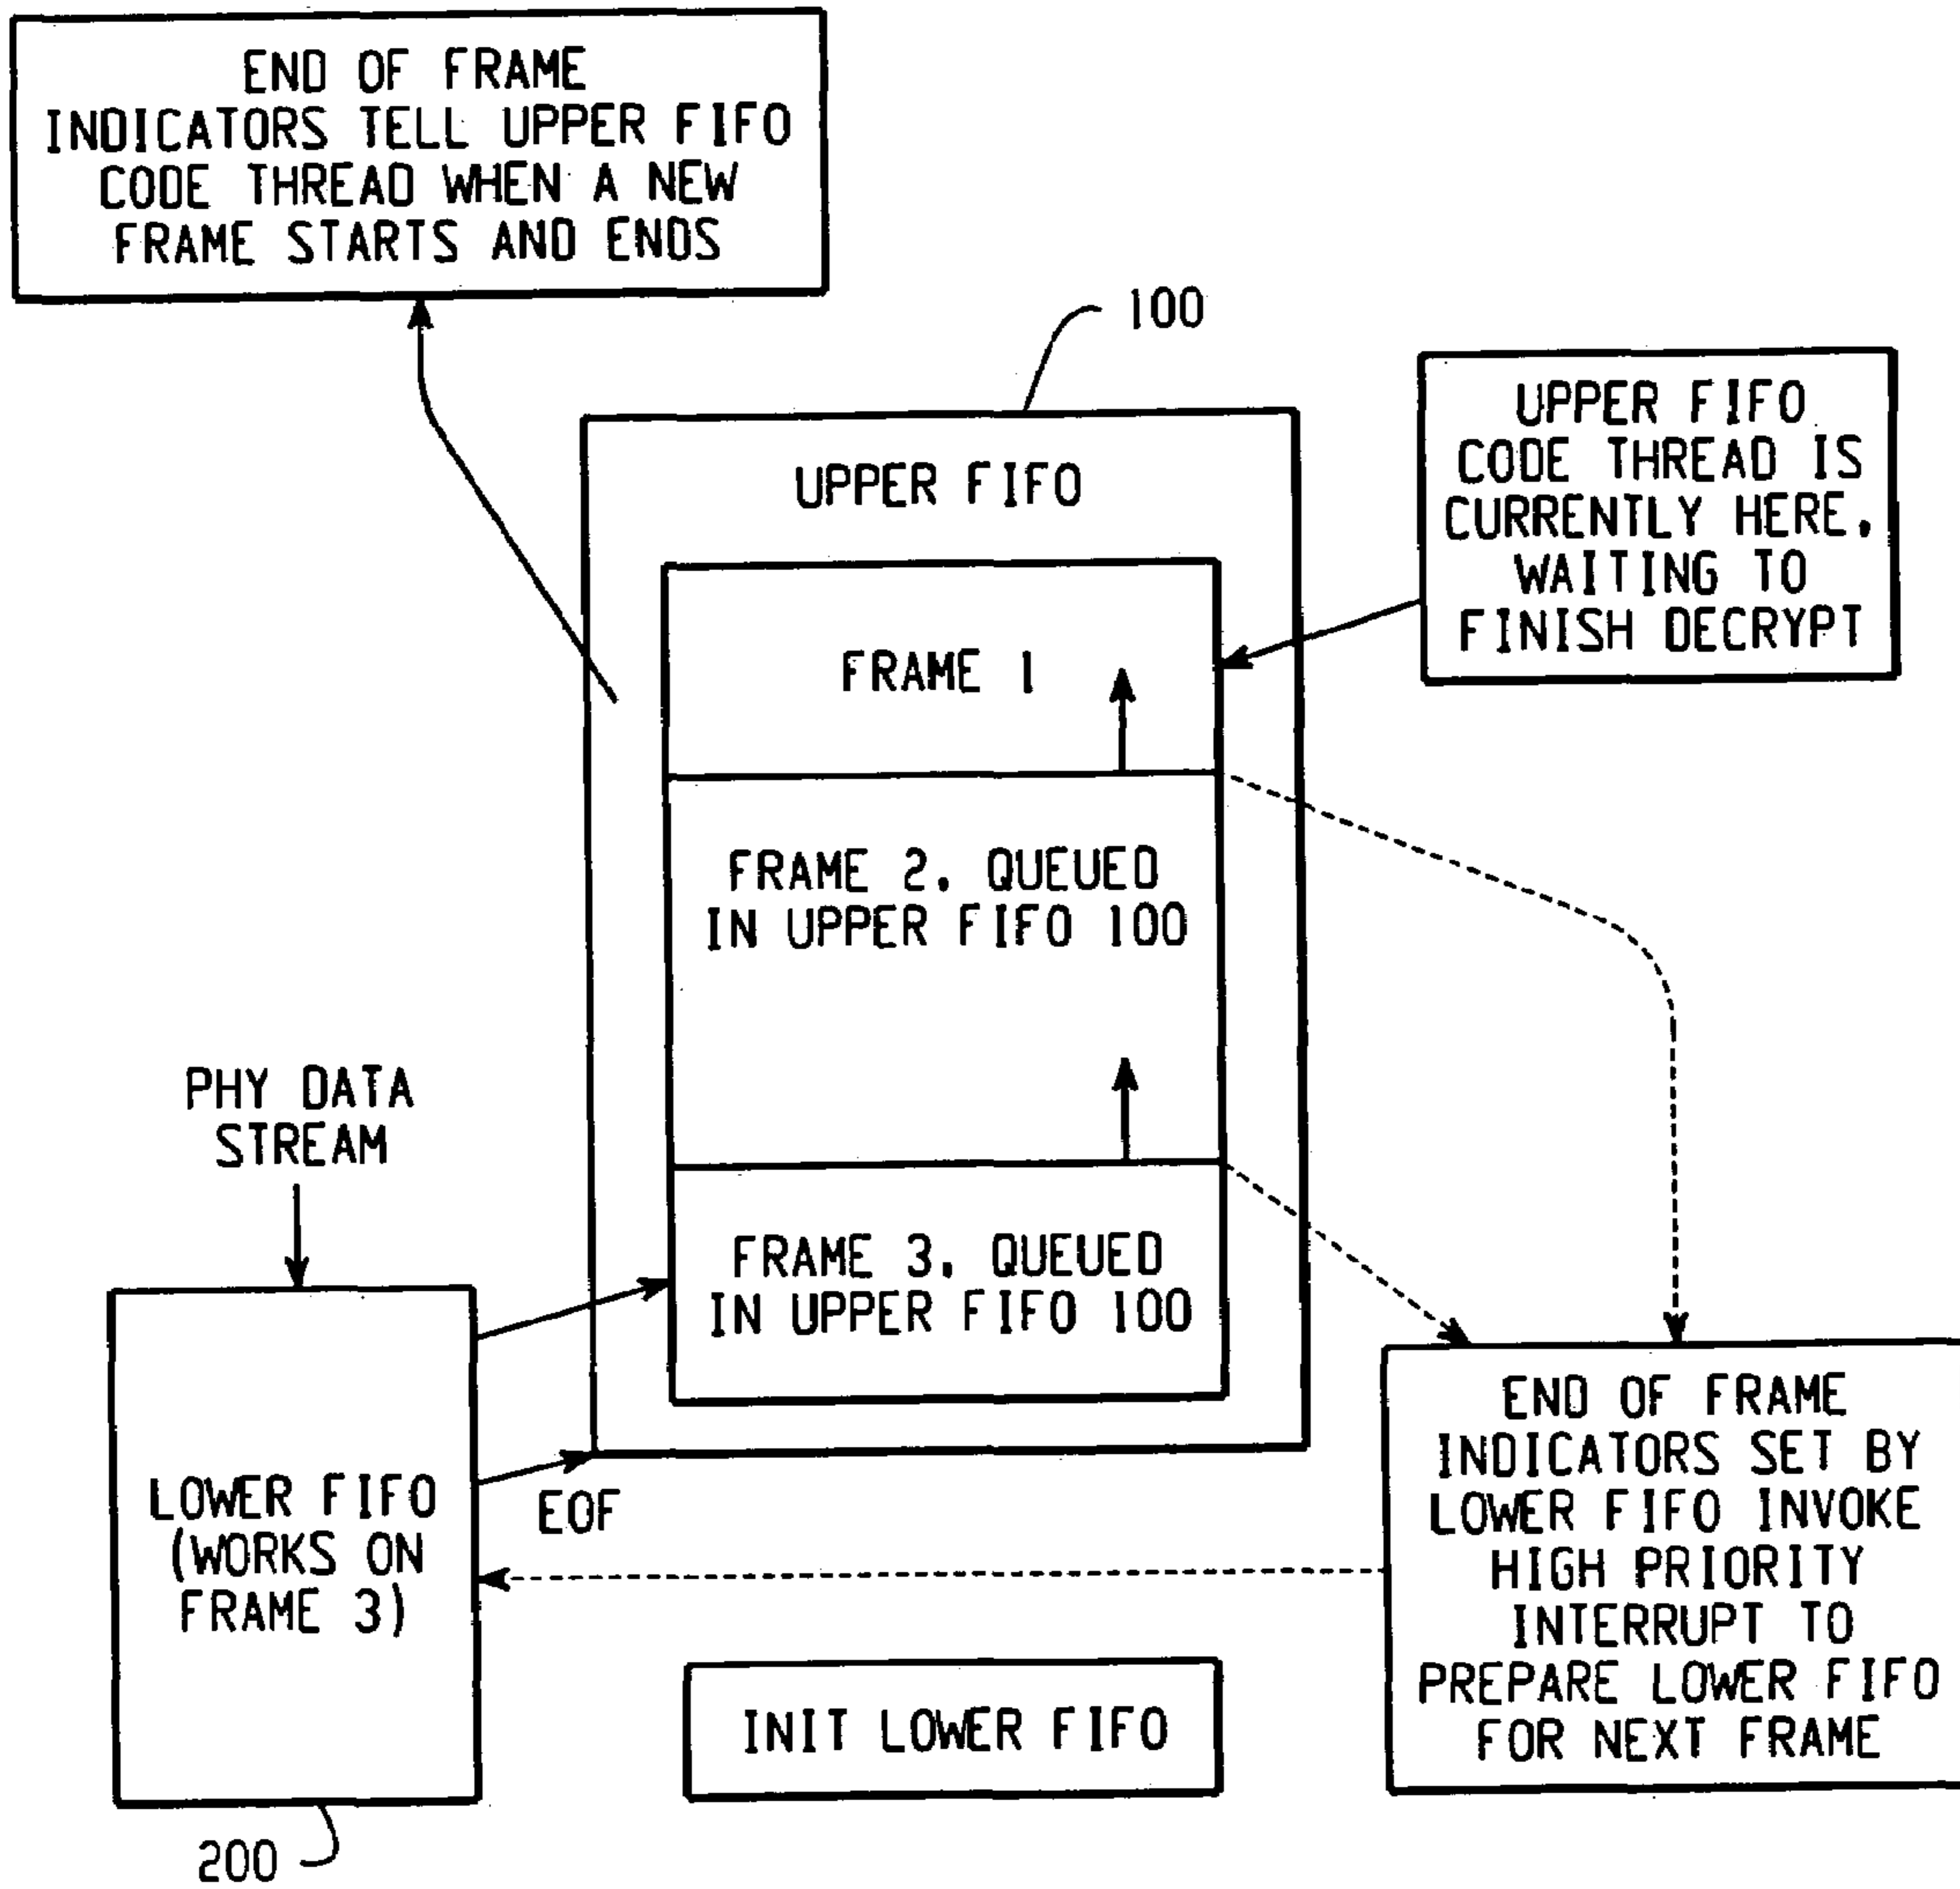 END OF FRAME
INDICATORS TELL UPPER FIFO
CODE THREAD WHEN A NEW
FRAME STARTS AND ENDS
100
UPPER FIFO
CODE THREAD IS
CURRENTLY HERE,
WAITING TO
FINISH DECRYPT
UPPER FIFO
FRAME 1
FRAME 2, QUEUED
IN UPPER FIFO 100
PHY DATA
STREAM
FRAME 3, QUEUED
IN UPPER FIFO 100
LOWER FIFO
(WORKS ON
FRAME 3)
EOF
END OF FRAME
INDICATORS SET BY
LOWER FIFO INVOKE
HIGH PRIORITY
INTERRUPT TO
PREPARE LOWER FIFO
FOR NEXT FRAME
INIT LOWER FIFO
200